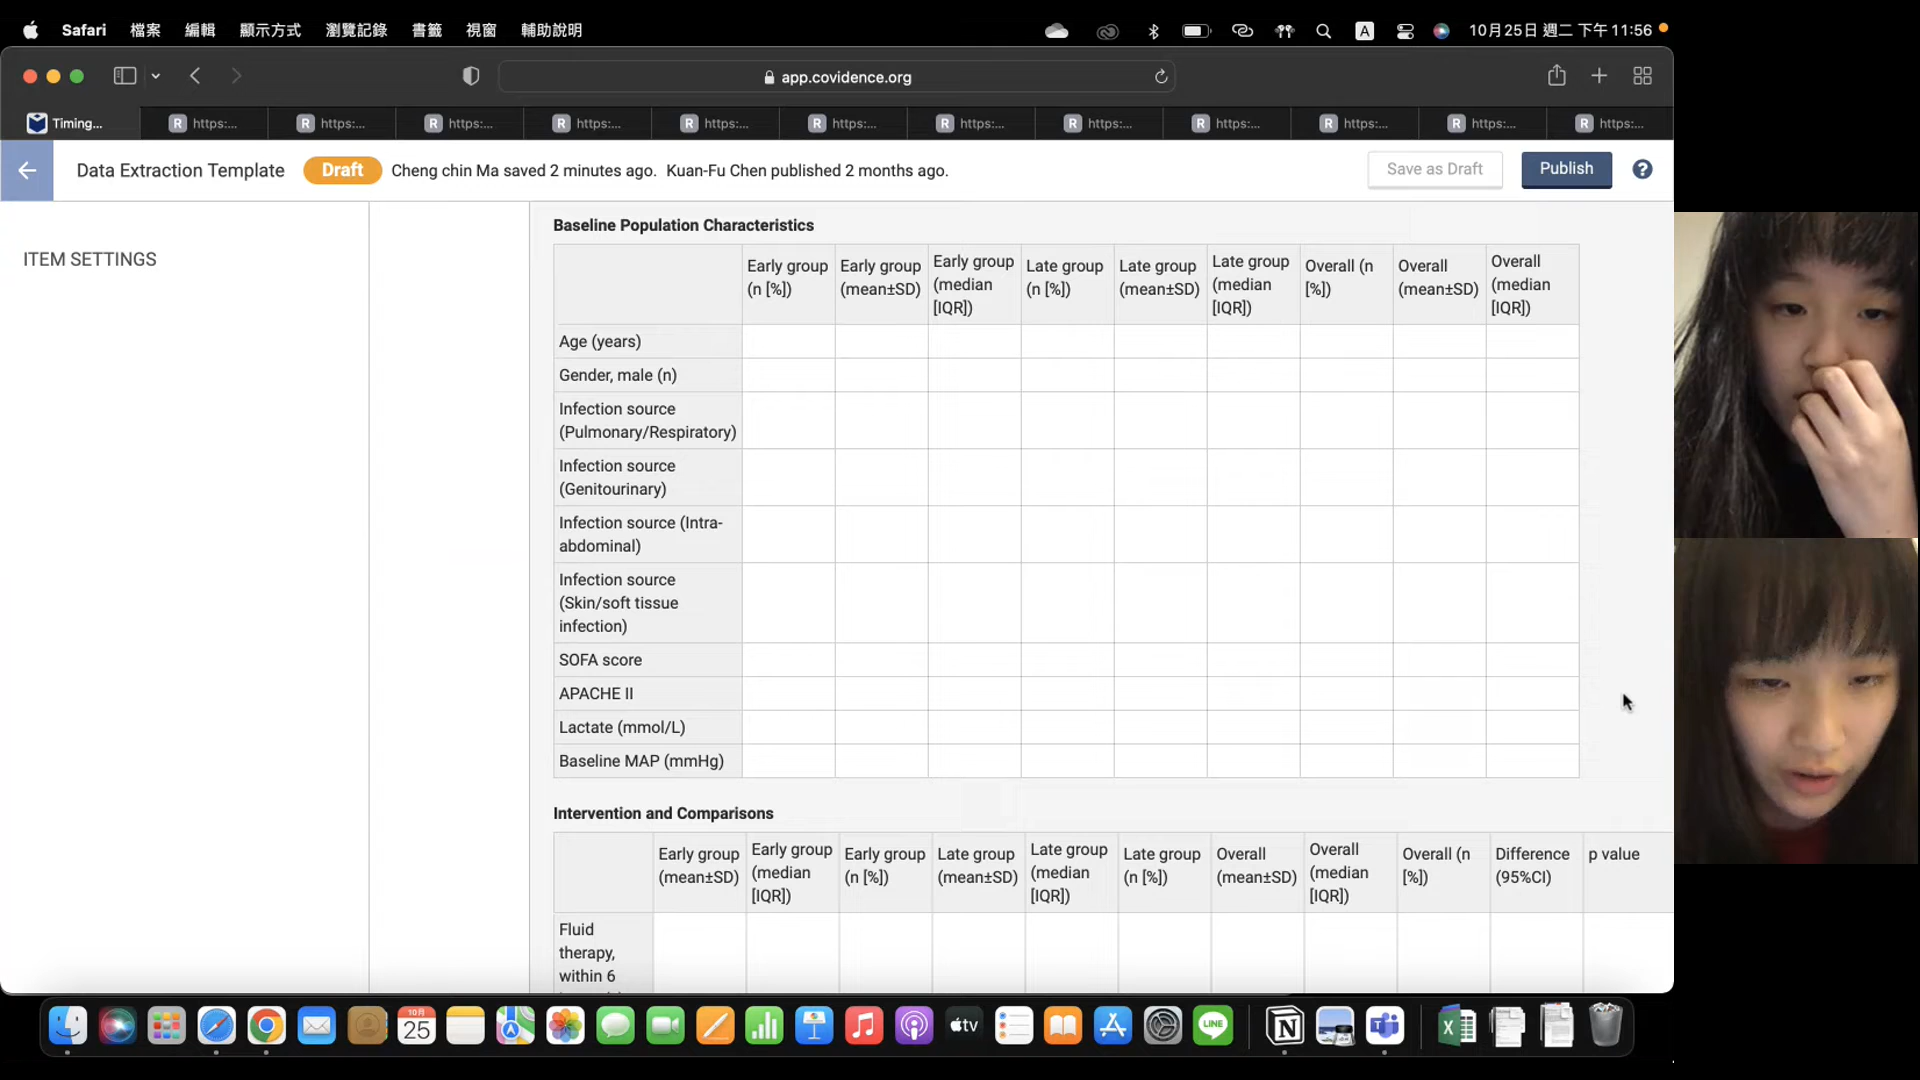 Safari 檔案 編輯 顯示方式 瀏覽記錄 書籤 視窗 輔助說明 A 10月25日 週二 下午 11:56
app.covidence.org
Timing... R https:... R https:... R https:... R https:... R https:... R https:... R https:... R https:... R https:... R https:... R https:... R https:...
Data Extraction Template Draft Cheng chin Ma saved 2 minutes ago. Kuan-Fu Chen published 2 months ago. Save as Draft Publish ?
ITEM SETTINGS
Baseline Population Characteristics
Early group (n [%]) Early group (mean±SD) Early group (median [IQR]) Late group (n [%]) Late group (mean±SD) Late group (median [IQR]) Overall (n [%]) Overall (mean±SD) Overall (median [IQR])
Age (years)
Gender, male (n)
Infection source
(Pulmonary/Respiratory)
Infection source
(Genitourinary)
Infection source (Intra-
abdominal)
Infection source
(Skin/soft tissue
infection)
SOFA score
APACHE II
Lactate (mmol/L)
Baseline MAP (mmHg)
Intervention and Comparisons
Early group (mean±SD) Early group (median [IQR]) Early group (n [%]) Late group (mean±SD) Late group (median [IQR]) Late group (n [%]) Overall (mean±SD) Overall (median [IQR]) Overall (n [%]) Difference (95%CI) p value
Fluid
therapy,
within 6
10月
25
tv
LINE
N
T
X